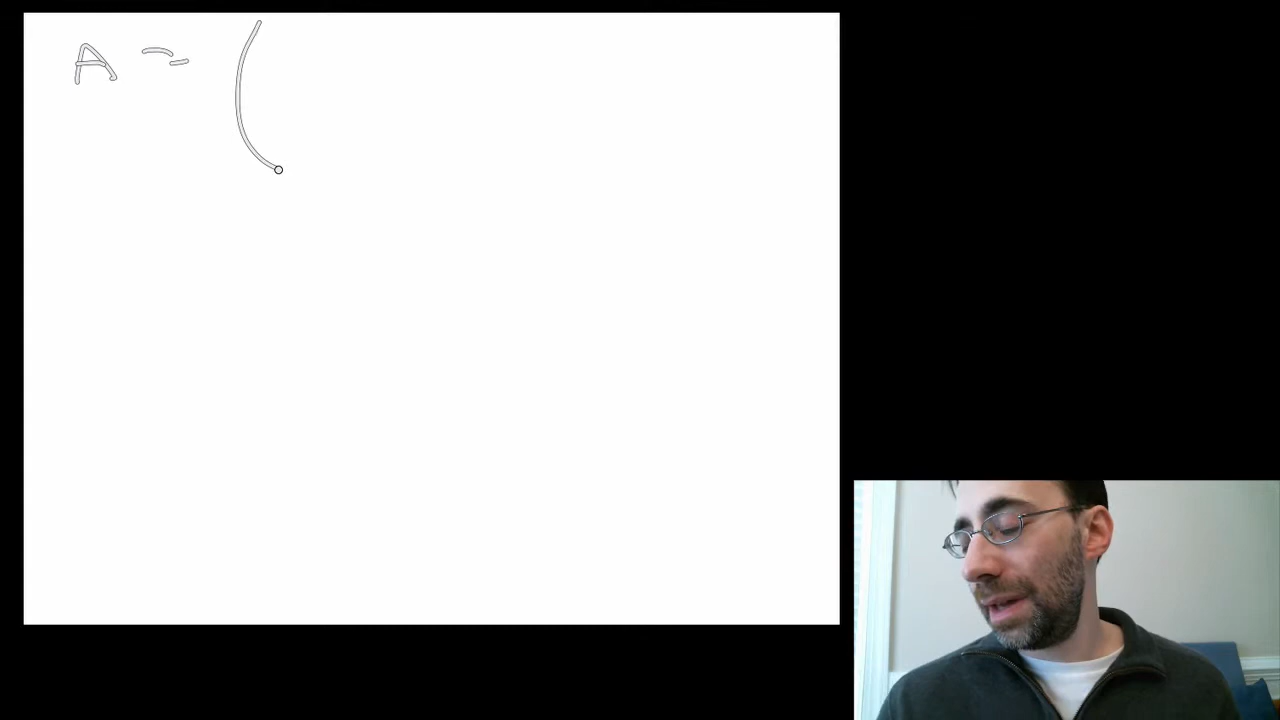 A = (